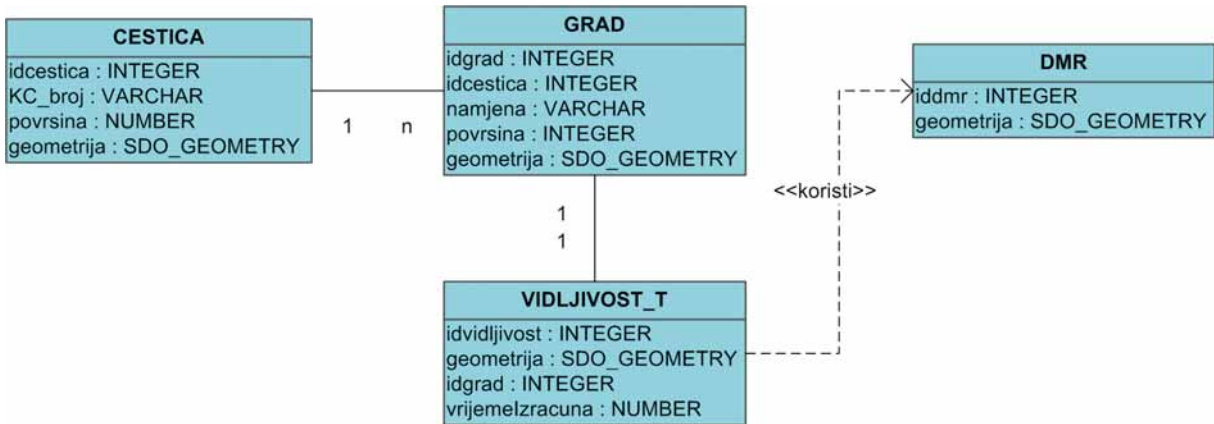 CESTICA
idcestica : INTEGER
KC_broj : VARCHAR
povrsina : NUMBER
geometrija : SDO_GEOMETRY
1 n
GRAD
idgrad : INTEGER
idcestica : INTEGER
namjena : VARCHAR
povrsina : INTEGER
geometrija : SDO_GEOMETRY
DMR
iddmr : INTEGER
geometrija : SDO_GEOMETRY
<<koristi>>
1
1
VIDLJIVOST_T
idvidljivost : INTEGER
geometrija : SDO_GEOMETRY
idgrad : INTEGER
vrijemeIzracuna : NUMBER